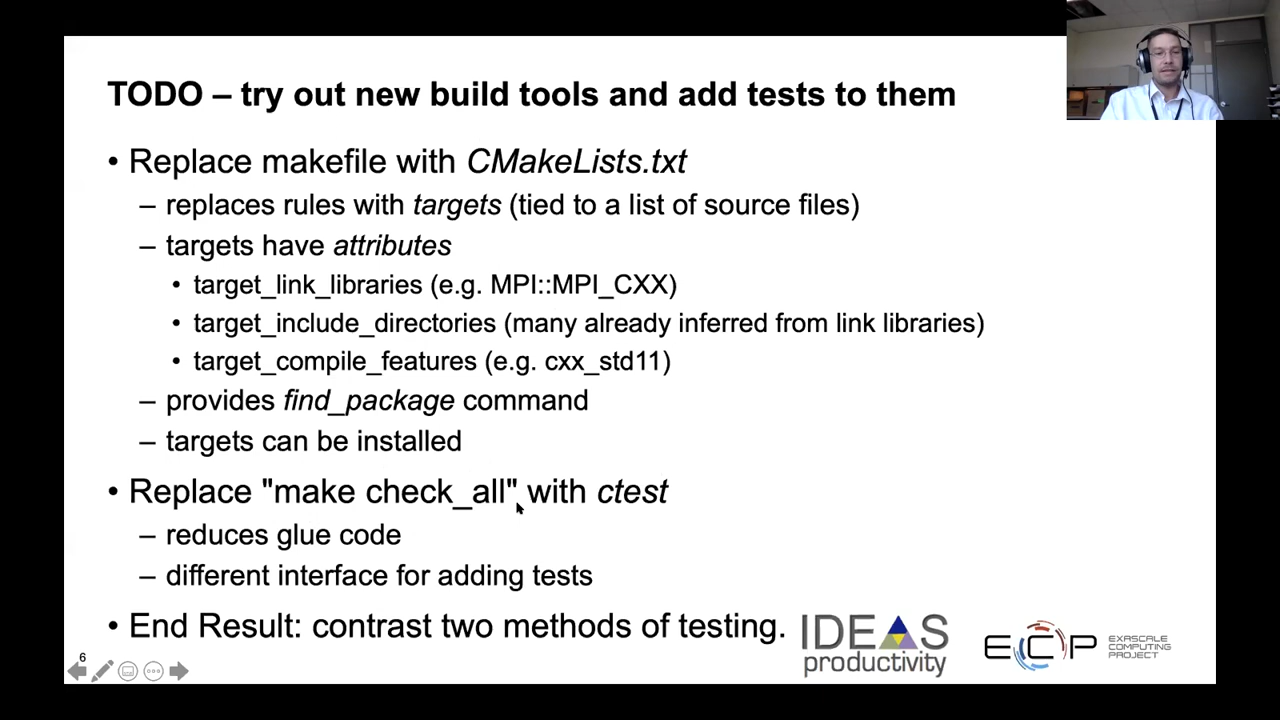 TODO – try out new build tools and add tests to them
• Replace makefile with CMakeLists.txt
– replaces rules with targets (tied to a list of source files)
– targets have attributes
• target_link_libraries (e.g. MPI::MPI_CXX)
• target_include_directories (many already inferred from link libraries)
• target_compile_features (e.g. cxx_std11)
– provides find_package command
– targets can be installed
• Replace "make check_all" with ctest
– reduces glue code
– different interface for adding tests
• End Result: contrast two methods of testing.
6
IDEAS
productivity
ECP
EXASCALE
COMPUTING
PROJECT